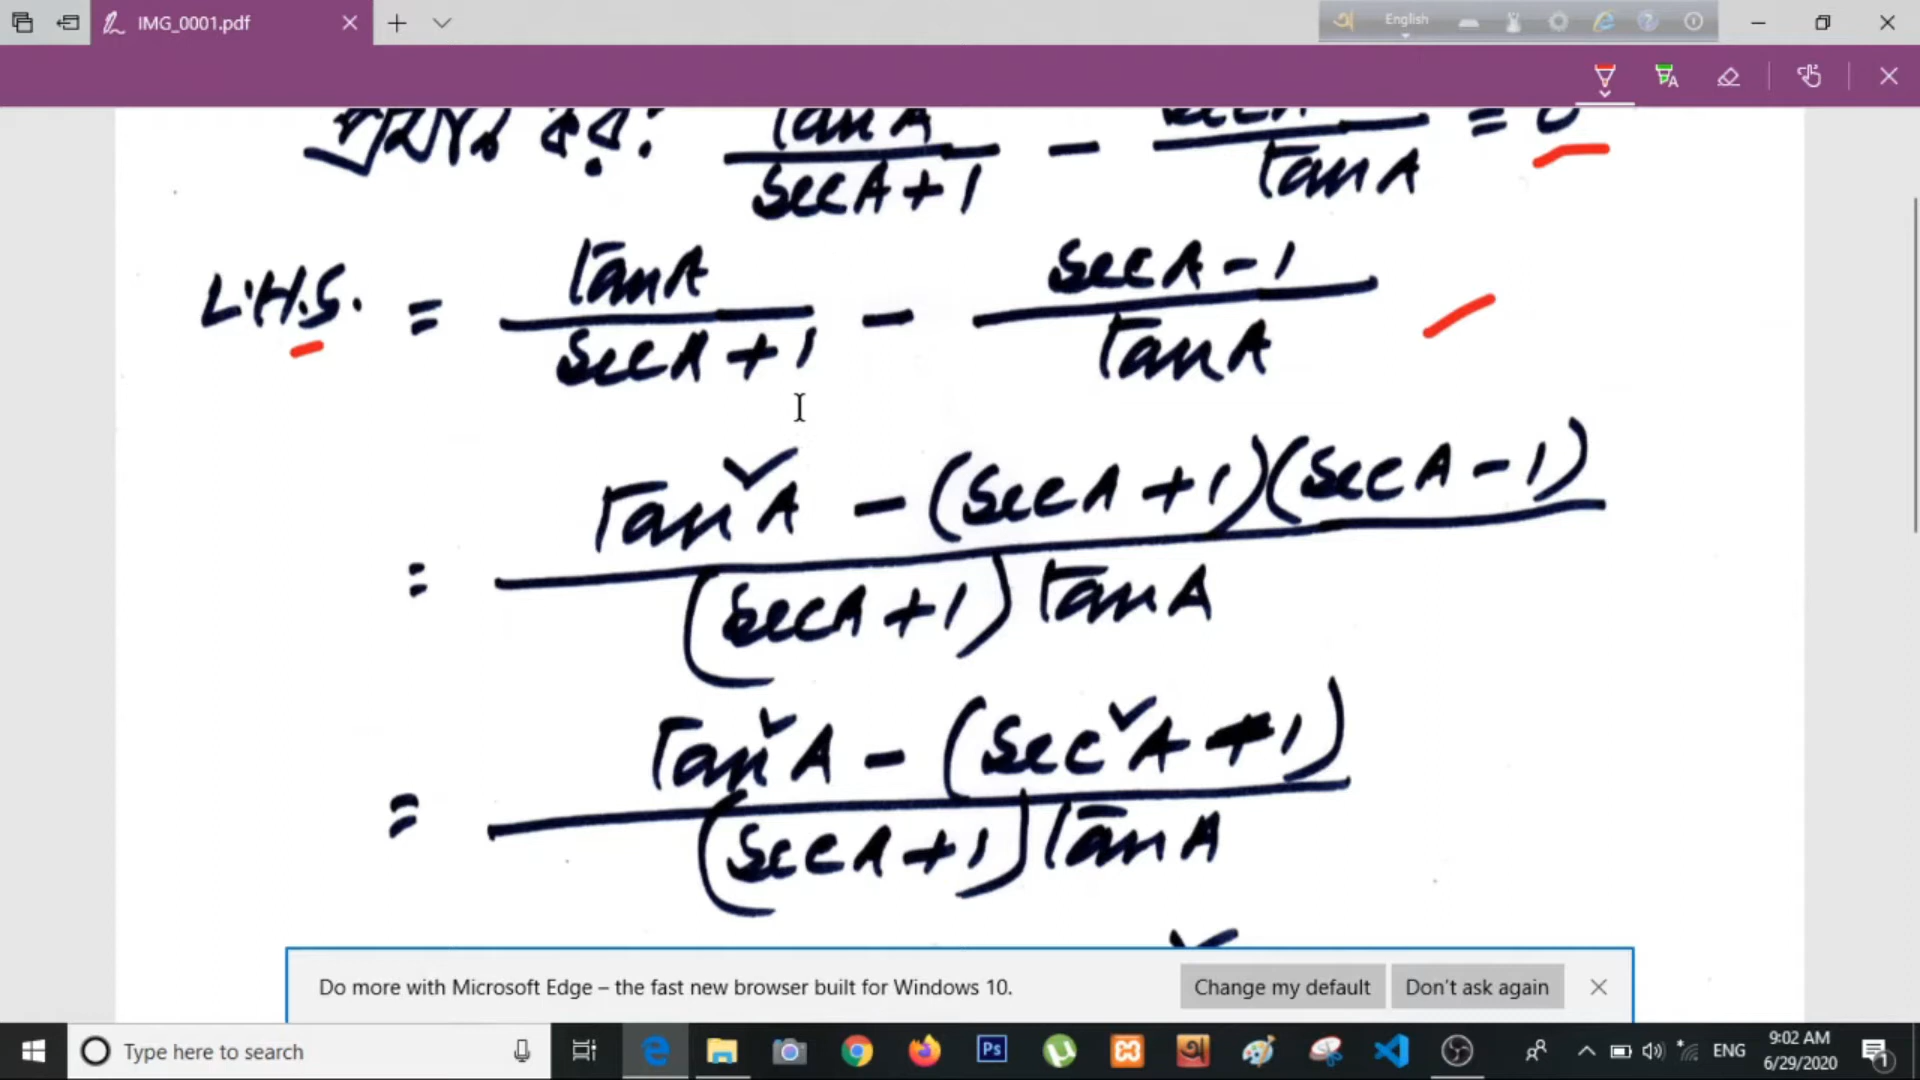 IMG_0001.pdf
English
প্রমাণ কর: tanA / secA+1 − secA / tanA = 0
L.H.S. = tanA / secA+1 − secA-1 / tanA
= tan²A − (secA+1)(secA-1) / (secA+1) tanA
= tan²A − (sec²A-1) / (secA+1) tanA
Do more with Microsoft Edge – the fast new browser built for Windows 10.
Change my default
Don't ask again
Type here to search
Ps
ENG
9:02 AM
6/29/2020
1